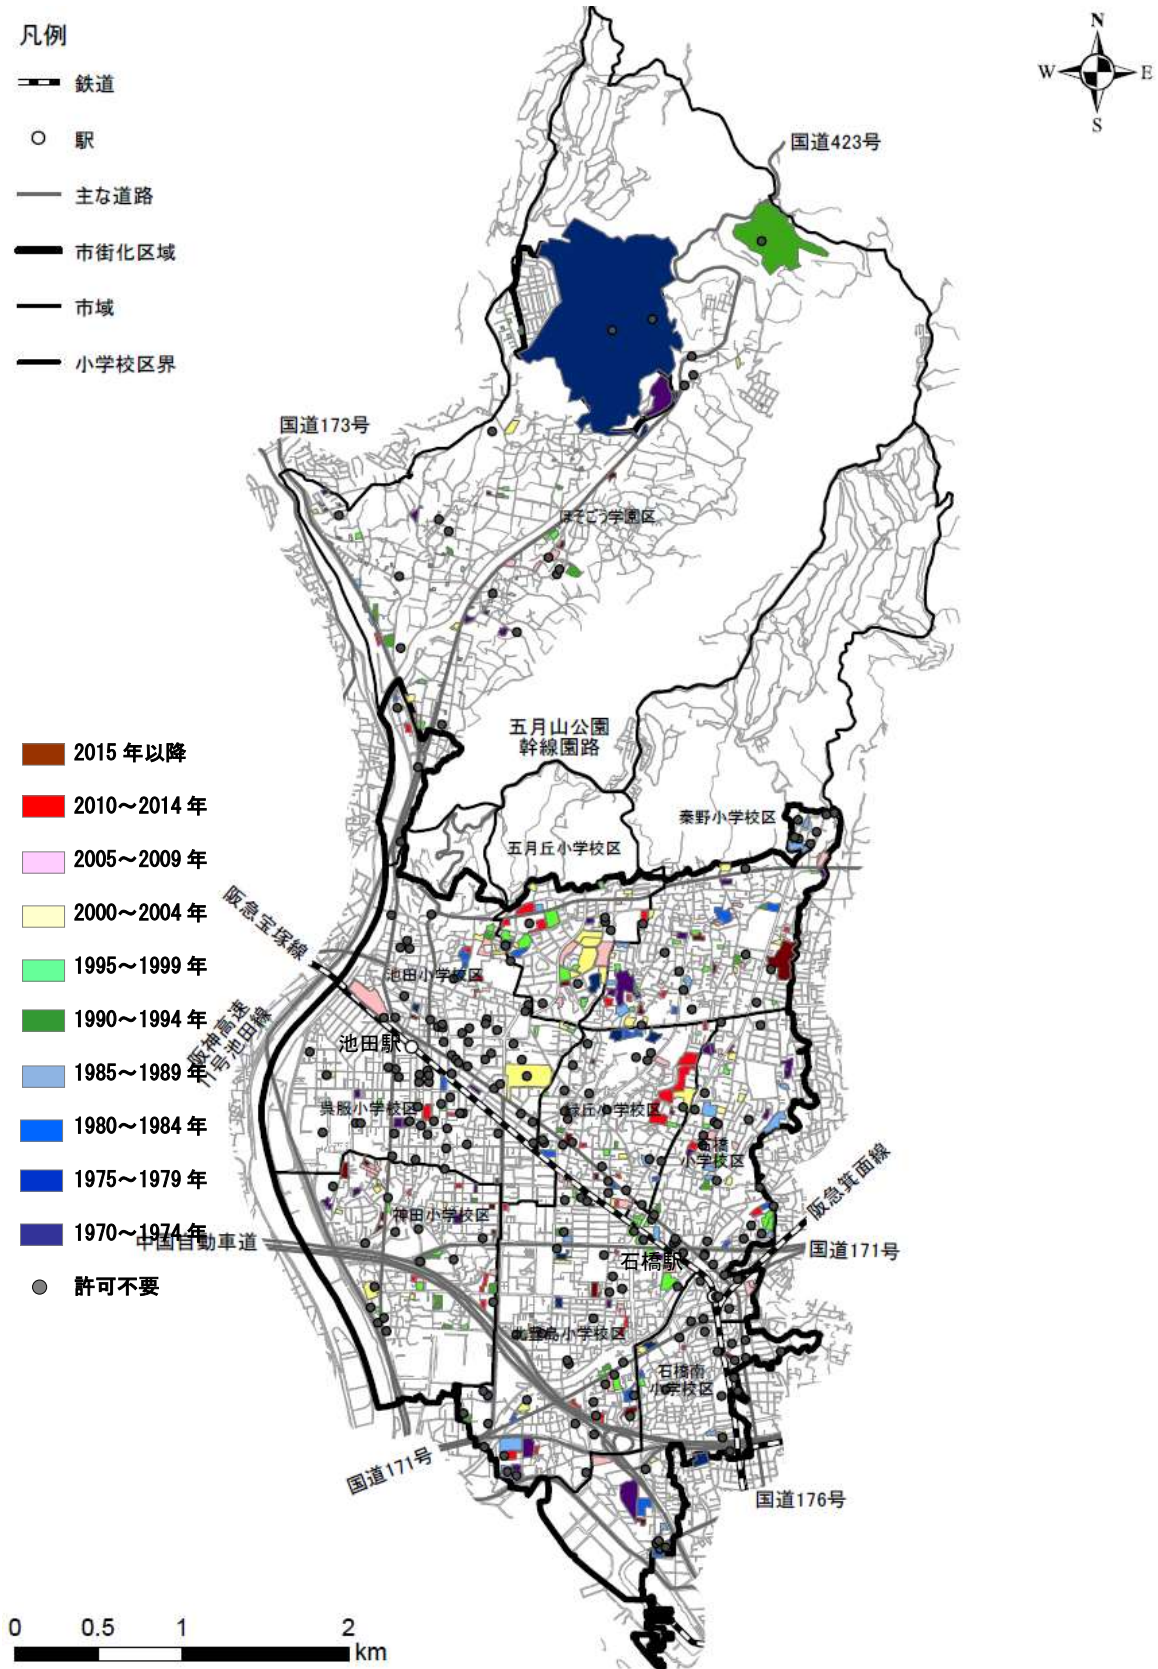 凡例
鉄道
駅
主な道路
市街化区域
市域
小学校区界
N
W
E
S
国道423号
国道173号
ほそごう学園区
五月山公園
幹線園路
秦野小学校区
五月丘小学校区
2015 年以降
2010～2014 年
2005～2009 年
2000～2004 年
1995～1999 年
1990～1994 年
1985～1989 年
1980～1984 年
1975～1979 年
1970～1974 年
許可不要
阪急宝塚線
池田小学校区
阪神高速
11号池田線
池田駅
呉服小学校区
緑丘小学校区
石橋
小学校区
阪急箕面線
神田小学校区
中国自動車道
国道171号
石橋駅
北豊島小学校区
石橋南
小学校区
国道171号
国道176号
0 0.5 1 2
km